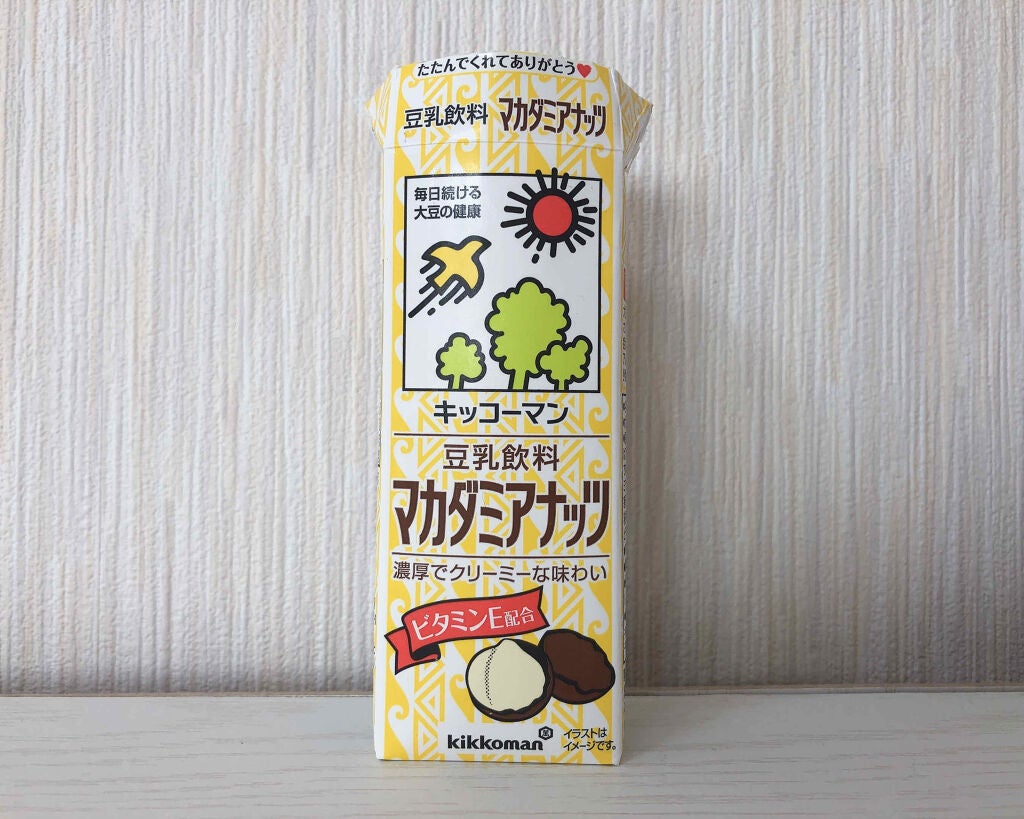 たたんでくれてありがとう♥
豆乳飲料 マカダミアナッツ
毎日続ける
大豆の健康
キッコーマン
豆乳飲料
マカダミアナッツ
濃厚でクリーミーな味わい
ビタミンE配合
kikkoman
イラストは
イメージです。